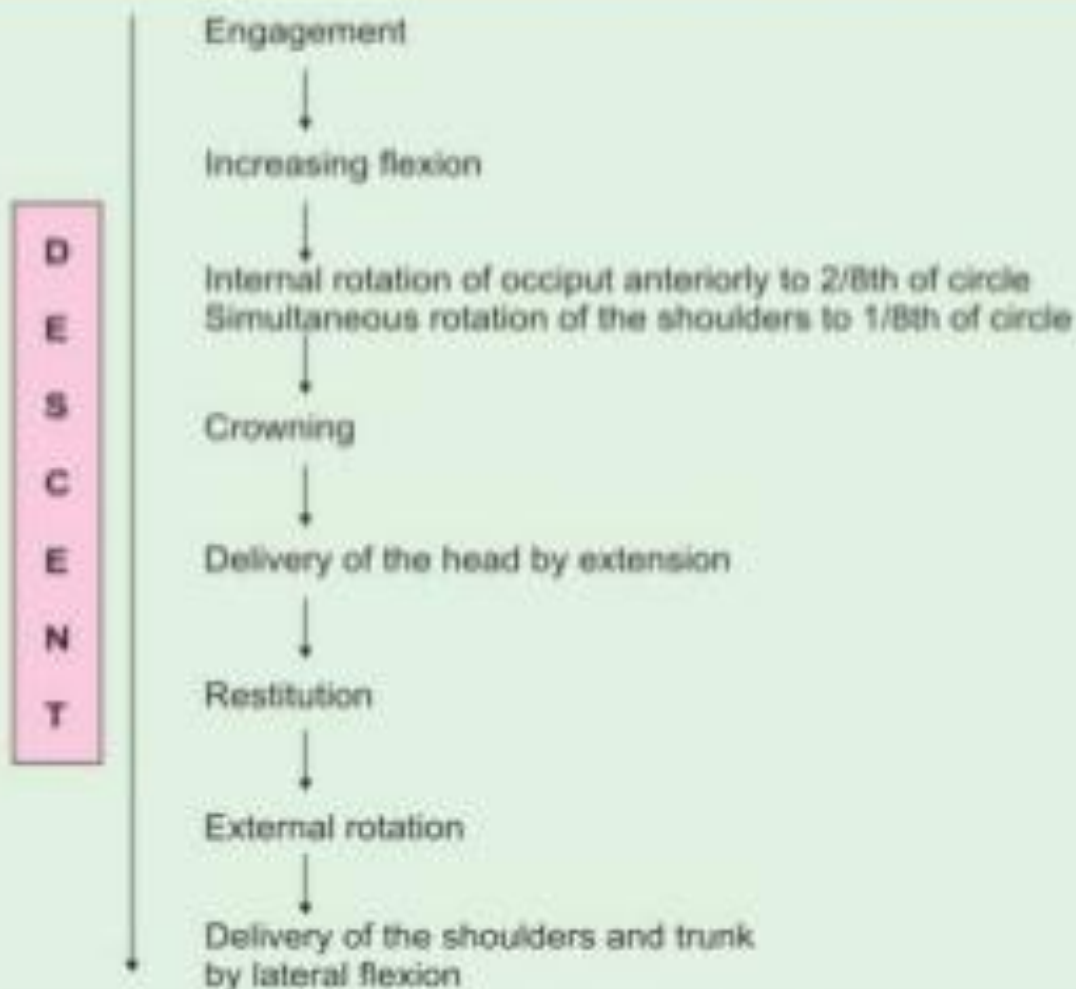 Engagement
Increasing flexion
Internal rotation of occiput anteriorly to 2/8th of circle
Simultaneous rotation of the shoulders to 1/8th of circle
Crowning
Delivery of the head by extension
Restitution
External rotation
Delivery of the shoulders and trunk
by lateral flexion
D
E
S
C
E
N
T